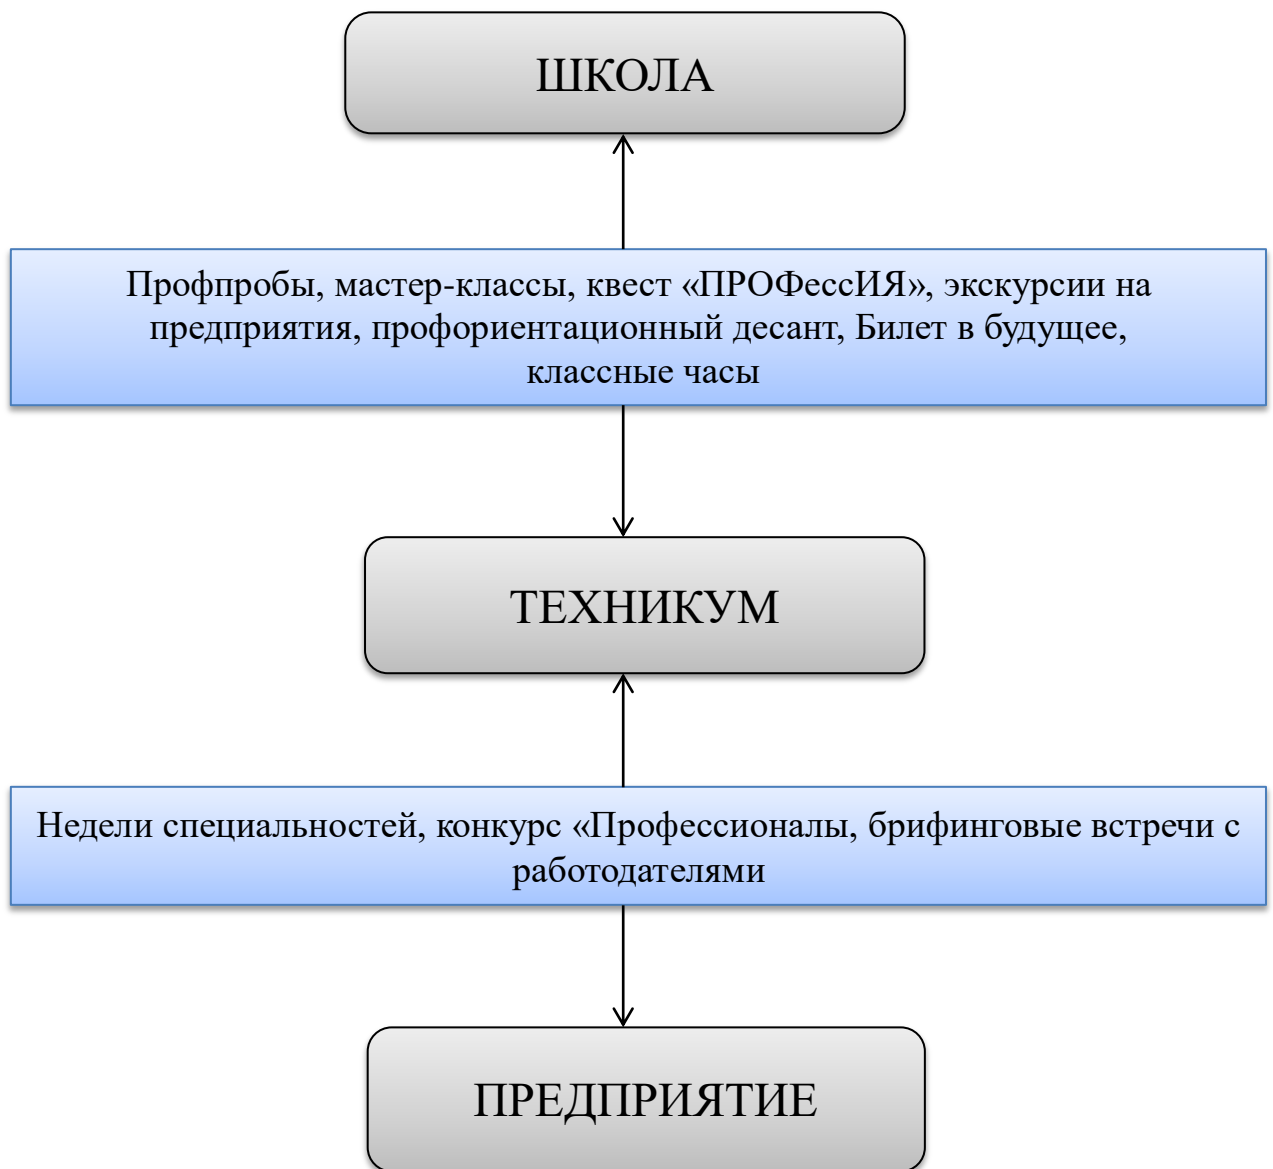 ШКОЛА
Профпробы, мастер-классы, квест «ПРОФессИЯ», экскурсии на
предприятия, профориентационный десант, Билет в будущее,
классные часы
ТЕХНИКУМ
Недели специальностей, конкурс «Профессионалы, брифинговые встречи с
работодателями
ПРЕДПРИЯТИЕ